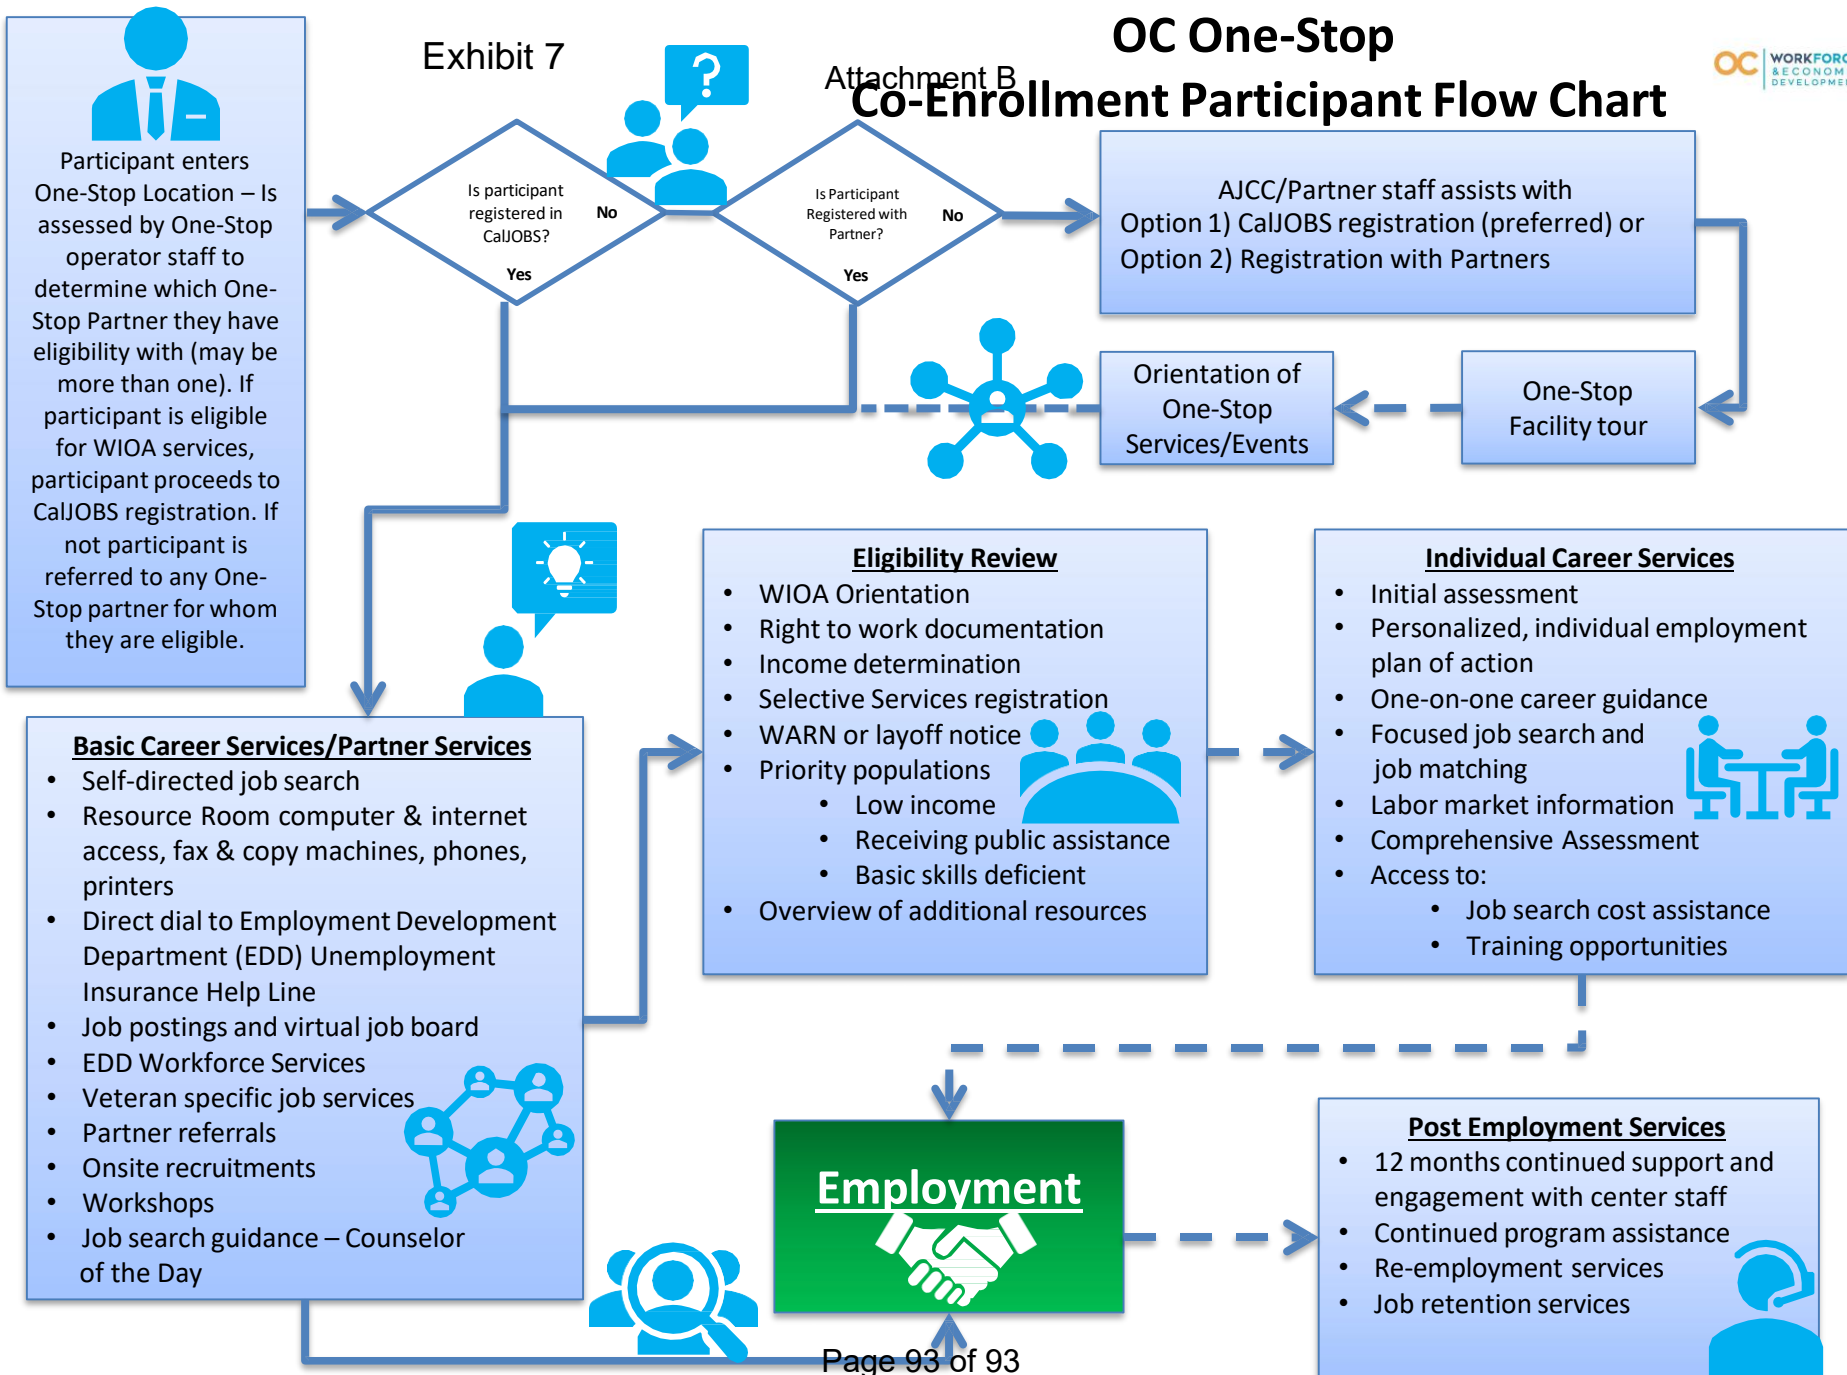 Exhibit 7
Attachment B
OC One-Stop
Co-Enrollment Participant Flow Chart
OC
WORKFORC
& ECONOM
DEVELOPME
Participant enters
One-Stop Location – Is
assessed by One-Stop
operator staff to
determine which One-
Stop Partner they have
eligibility with (may be
more than one). If
participant is eligible
for WIOA services,
participant proceeds to
CalJOBS registration. If
not participant is
referred to any One-
Stop partner for whom
they are eligible.
Is participant
registered in
CalJOBS?
No
Yes
?
Is Participant
Registered with
Partner?
No
Yes
AJCC/Partner staff assists with
Option 1) CalJOBS registration (preferred) or
Option 2) Registration with Partners
One-Stop
Facility tour
Orientation of
One-Stop
Services/Events
Basic Career Services/Partner Services
• Self-directed job search
• Resource Room computer & internet
access, fax & copy machines, phones,
printers
• Direct dial to Employment Development
Department (EDD) Unemployment
Insurance Help Line
• Job postings and virtual job board
• EDD Workforce Services
• Veteran specific job services
• Partner referrals
• Onsite recruitments
• Workshops
• Job search guidance – Counselor
of the Day
Eligibility Review
• WIOA Orientation
• Right to work documentation
• Income determination
• Selective Services registration
• WARN or layoff notice
• Priority populations
• Low income
• Receiving public assistance
• Basic skills deficient
• Overview of additional resources
Individual Career Services
• Initial assessment
• Personalized, individual employment
plan of action
• One-on-one career guidance
• Focused job search and
job matching
• Labor market information
• Comprehensive Assessment
• Access to:
• Job search cost assistance
• Training opportunities
Employment
Post Employment Services
• 12 months continued support and
engagement with center staff
• Continued program assistance
• Re-employment services
• Job retention services
Page 93 of 93